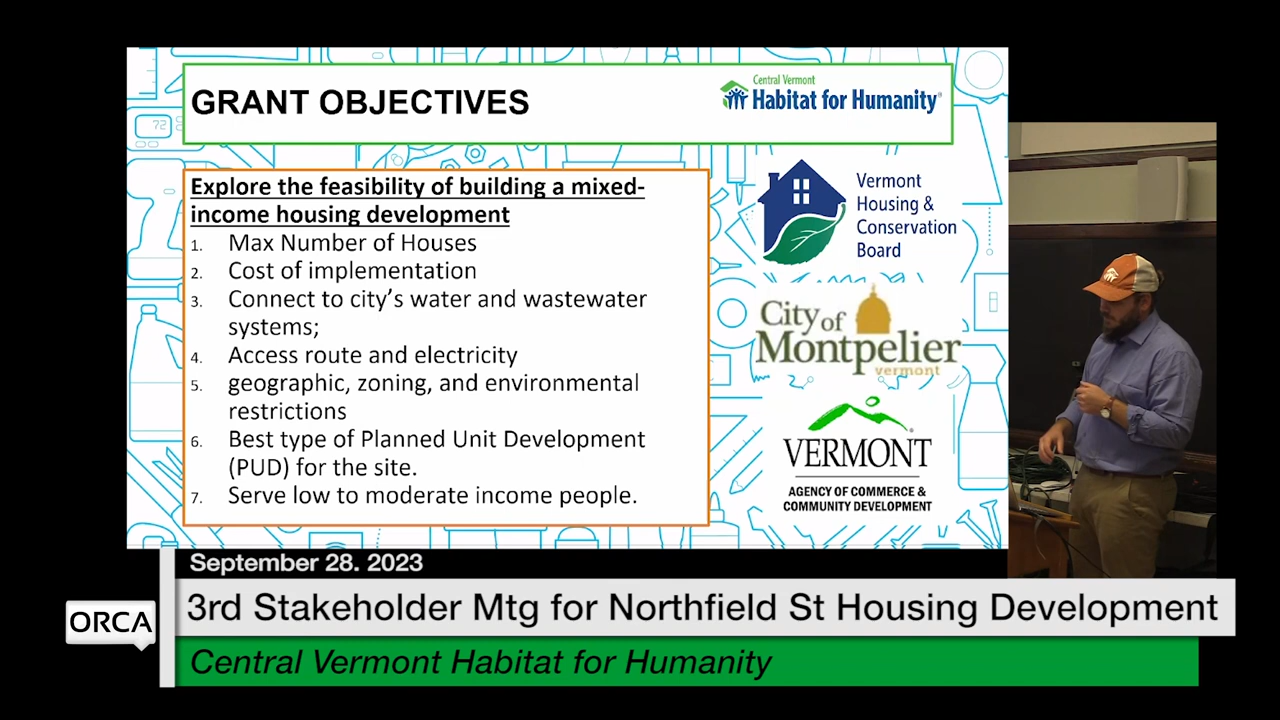 GRANT OBJECTIVES
Central Vermont
Habitat for Humanity®
Explore the feasibility of building a mixed-
income housing development
1. Max Number of Houses
2. Cost of implementation
3. Connect to city's water and wastewater
systems;
4. Access route and electricity
5. geographic, zoning, and environmental
restrictions
6. Best type of Planned Unit Development
(PUD) for the site.
7. Serve low to moderate income people.
72
Vermont
Housing &
Conservation
Board
City of
Montpelier
vermont
VERMONT
AGENCY OF COMMERCE &
COMMUNITY DEVELOPMENT
September 28. 2023
ORCA
3rd Stakeholder Mtg for Northfield St Housing Development
Central Vermont Habitat for Humanity